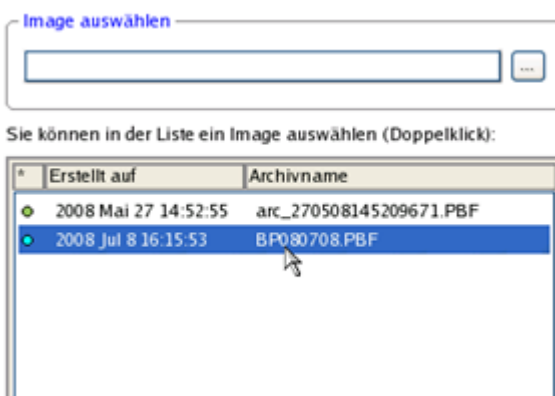 Image auswählen
...
Sie können in der Liste ein Image auswählen (Doppelklick):
* Erstellt auf Archivname
2008 Mai 27 14:52:55 arc_270508145209671.PBF
2008 Jul 8 16:15:53 BP080708.PBF